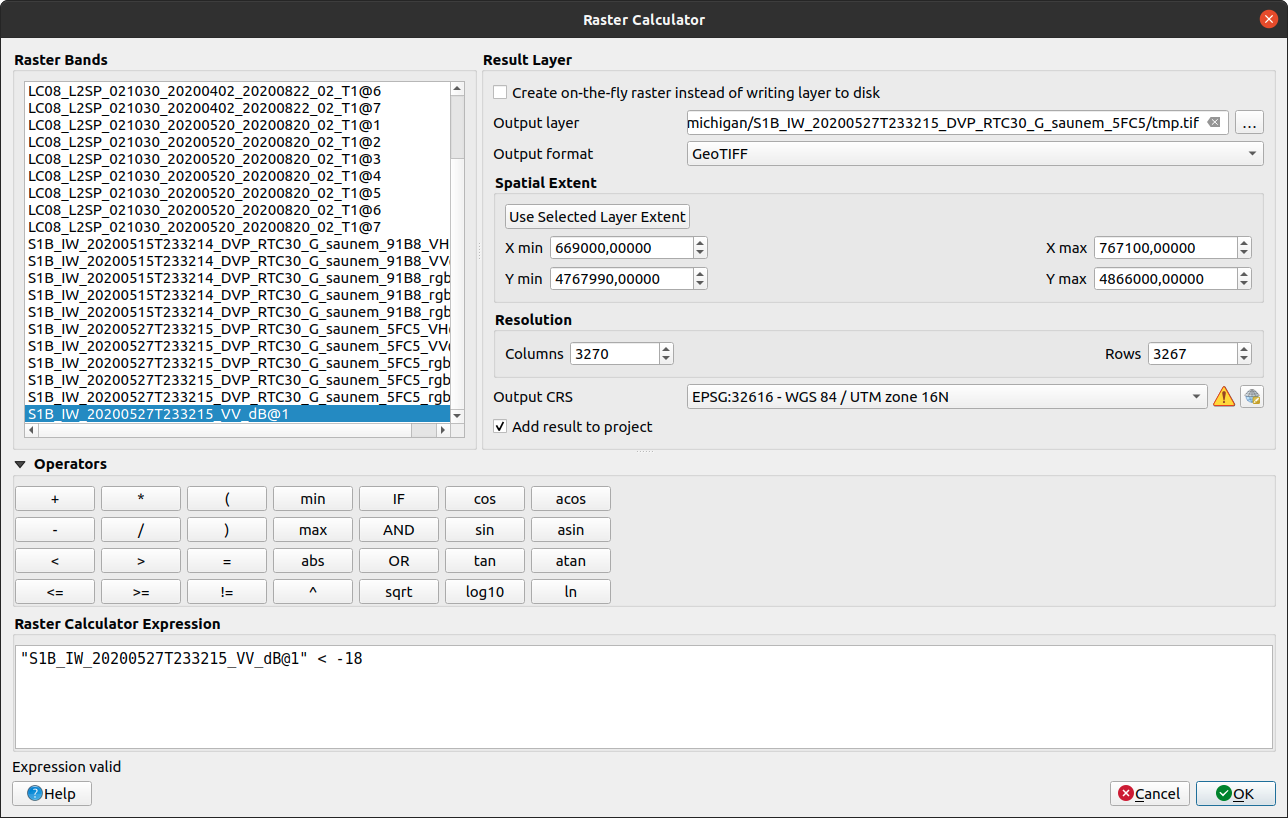 Raster Calculator
Raster Bands
LC08_L2SP_021030_20200402_20200822_02_T1@6
LC08_L2SP_021030_20200402_20200822_02_T1@7
LC08_L2SP_021030_20200520_20200820_02_T1@1
LC08_L2SP_021030_20200520_20200820_02_T1@2
LC08_L2SP_021030_20200520_20200820_02_T1@3
LC08_L2SP_021030_20200520_20200820_02_T1@4
LC08_L2SP_021030_20200520_20200820_02_T1@5
LC08_L2SP_021030_20200520_20200820_02_T1@6
LC08_L2SP_021030_20200520_20200820_02_T1@7
S1B_IW_20200515T233214_DVP_RTC30_G_saunem_91B8_VH
S1B_IW_20200515T233214_DVP_RTC30_G_saunem_91B8_VV
S1B_IW_20200515T233214_DVP_RTC30_G_saunem_91B8_rgb
S1B_IW_20200515T233214_DVP_RTC30_G_saunem_91B8_rgb
S1B_IW_20200515T233214_DVP_RTC30_G_saunem_91B8_rgb
S1B_IW_20200527T233215_DVP_RTC30_G_saunem_5FC5_VH
S1B_IW_20200527T233215_DVP_RTC30_G_saunem_5FC5_VV
S1B_IW_20200527T233215_DVP_RTC30_G_saunem_5FC5_rgb
S1B_IW_20200527T233215_DVP_RTC30_G_saunem_5FC5_rgb
S1B_IW_20200527T233215_DVP_RTC30_G_saunem_5FC5_rgb
S1B_IW_20200527T233215_VV_dB@1
Result Layer
Create on-the-fly raster instead of writing layer to disk
Output layer michigan/S1B_IW_20200527T233215_DVP_RTC30_G_saunem_5FC5/tmp.tif ...
Output format GeoTIFF
Spatial Extent
Use Selected Layer Extent
X min 669000,00000 X max 767100,00000
Y min 4767990,00000 Y max 4866000,00000
Resolution
Columns 3270 Rows 3267
Output CRS EPSG:32616 - WGS 84 / UTM zone 16N
Add result to project
Operators
+ * ( min IF cos acos
- / ) max AND sin asin
< > = abs OR tan atan
<= >= != ^ sqrt log10 ln
Raster Calculator Expression
"S1B_IW_20200527T233215_VV_dB@1" < -18
Expression valid
Help Cancel OK